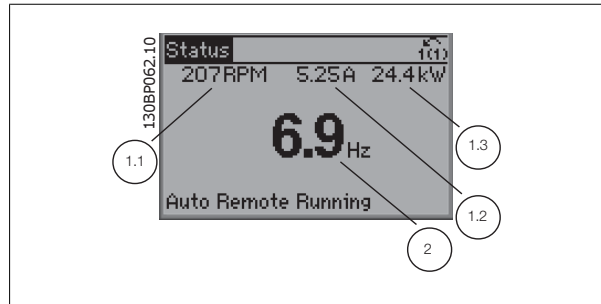 130BP062.10
Status
1(1)
207RPM 5.25A 24.4kW
1.1
1.3
6.9Hz
1.2
Auto Remote Running
2